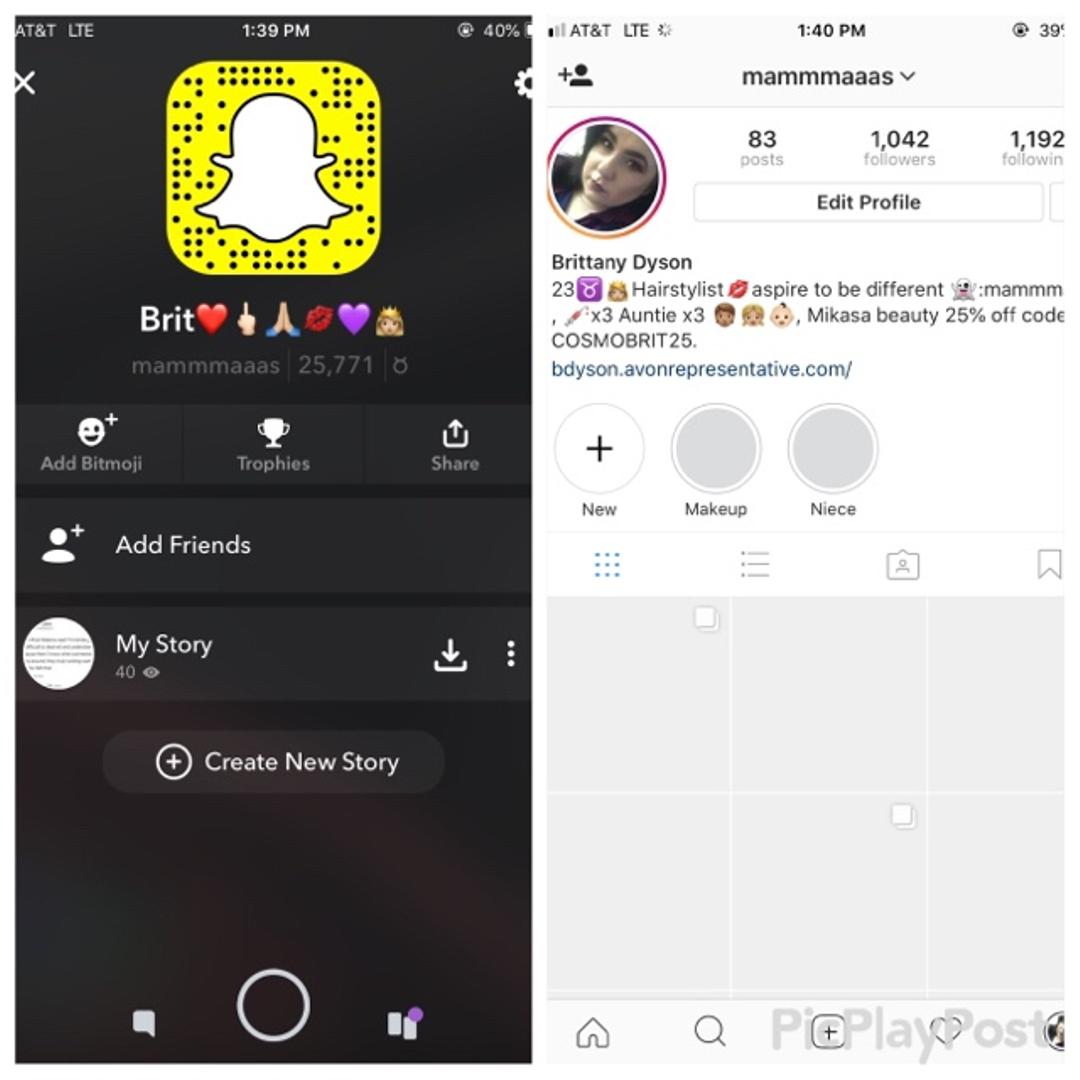 AT&T LTE 1:39 PM 40%
Brit❤️🖕🏻🙏🏼💋💜👸🏼
mammmaaas | 25,771 | ♉
Add Bitmoji Trophies Share
Add Friends
My Story
40
Create New Story
AT&T LTE 1:40 PM 39%
mammmaaas
83 1,042 1,192
posts followers followin
Edit Profile
Brittany Dyson
23♉👸🏼Hairstylist💋aspire to be different 👻:mammm
, 💉x3 Auntie x3 👦🏽👧🏼👶🏻, Mikasa beauty 25% off code
COSMOBRIT25.
bdyson.avonrepresentative.com/
New Makeup Niece
PicPlayPost